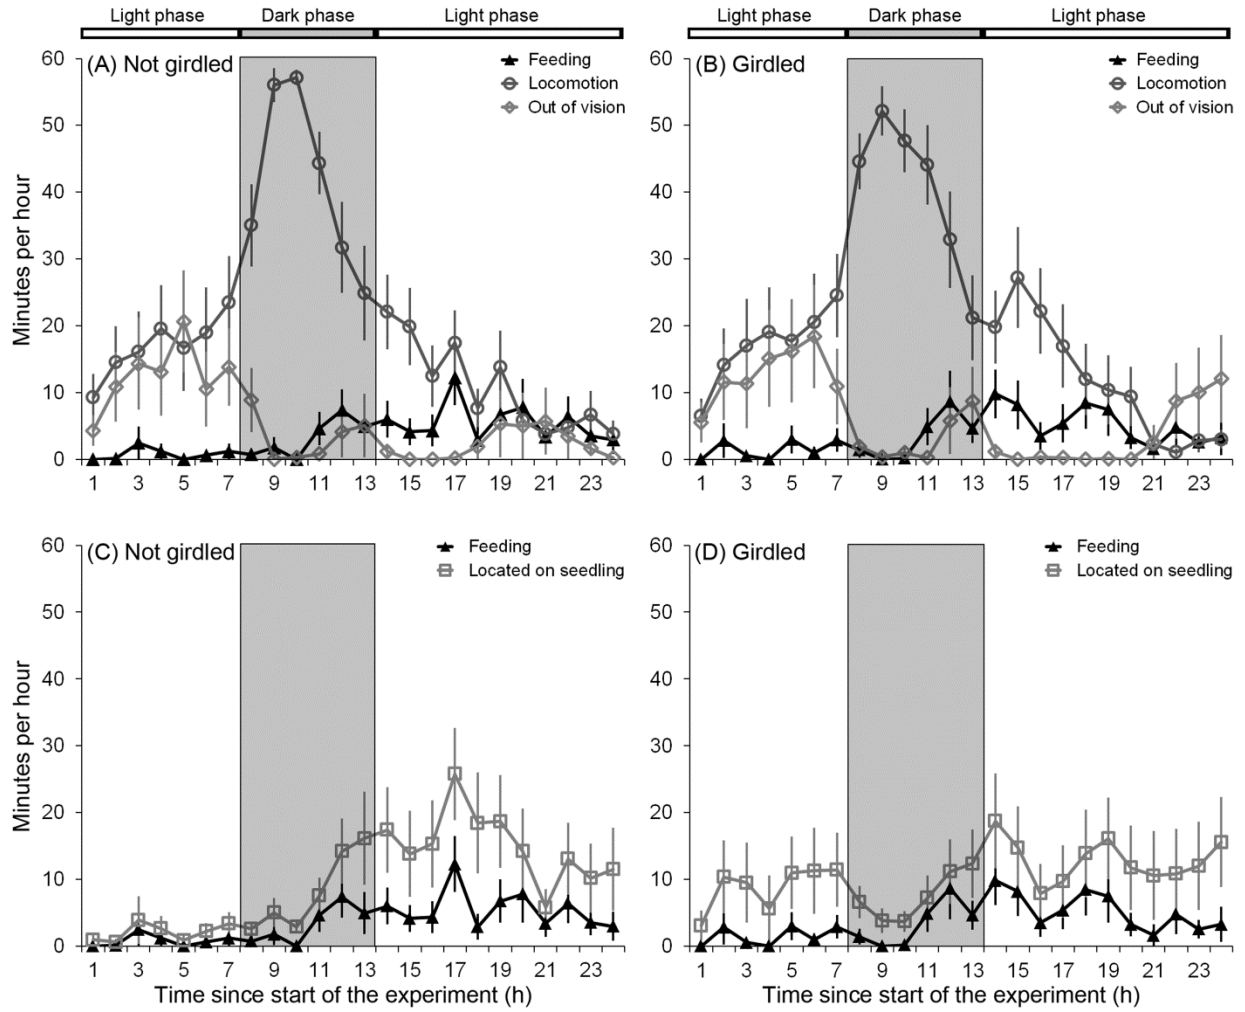 Light phase Dark phase Light phase
Light phase Dark phase Light phase
(A) Not girdled
Feeding
Locomotion
Out of vision
60
50
40
30
20
10
0
Minutes per hour
1 3 5 7 9 11 13 15 17 19 21 23
(B) Girdled
Feeding
Locomotion
Out of vision
60
50
40
30
20
10
0
1 3 5 7 9 11 13 15 17 19 21 23
(C) Not girdled
Feeding
Located on seedling
60
50
40
30
20
10
0
Minutes per hour
1 3 5 7 9 11 13 15 17 19 21 23
Time since start of the experiment (h)
(D) Girdled
Feeding
Located on seedling
60
50
40
30
20
10
0
1 3 5 7 9 11 13 15 17 19 21 23
Time since start of the experiment (h)